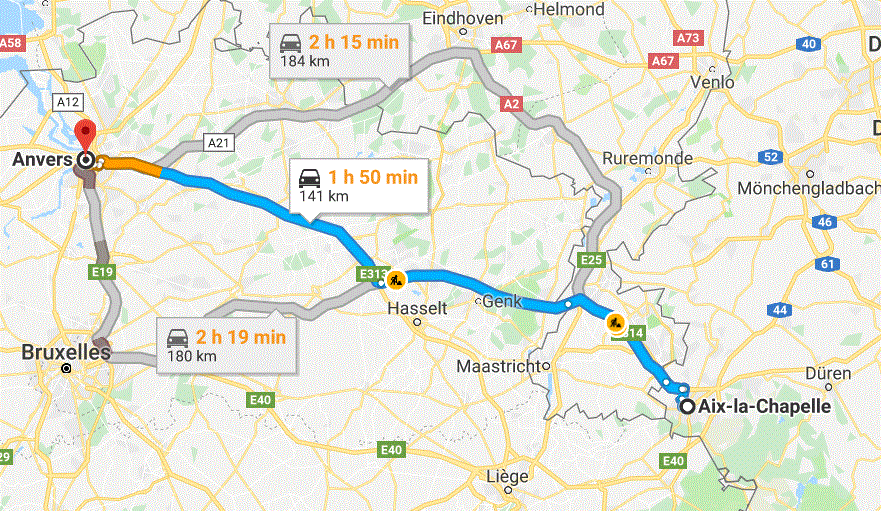 Eindhoven
Helmond
A58
2 h 15 min
184 km
A67
A73
A67
40
D
Venlo
A12
A2
A21
Anvers
Ruremonde
52
Mönchengladbach
1 h 50 min
141 km
46
E19
E313
E25
61
Hasselt
Genk
44
14
2 h 19 min
180 km
Bruxelles
Maastricht
Düren
E40
Aix-la-Chapelle
E40
29
E40
Liège